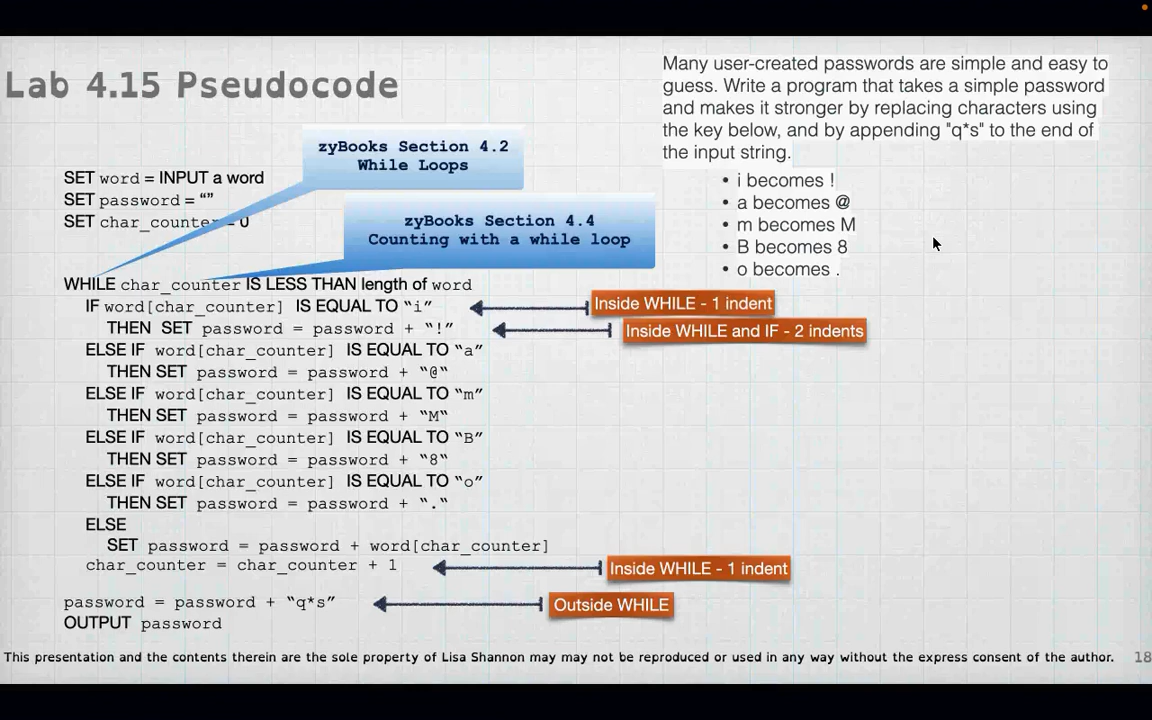 Lab 4.15 Pseudocode
Many user-created passwords are simple and easy to
guess. Write a program that takes a simple password
and makes it stronger by replacing characters using
the key below, and by appending "q*s" to the end of
the input string.
• i becomes !
• a becomes @
• m becomes M
• B becomes 8
• o becomes .
zyBooks Section 4.2
While Loops
zyBooks Section 4.4
Counting with a while loop
SET word = INPUT a word
SET password = “”
SET char_counter = 0
WHILE char_counter IS LESS THAN length of word
IF word[char_counter] IS EQUAL TO “i”
Inside WHILE - 1 indent
THEN SET password = password + “!”
Inside WHILE and IF - 2 indents
ELSE IF word[char_counter] IS EQUAL TO “a”
THEN SET password = password + “@“
ELSE IF word[char_counter] IS EQUAL TO “m”
THEN SET password = password + “M“
ELSE IF word[char_counter] IS EQUAL TO “B”
THEN SET password = password + “8“
ELSE IF word[char_counter] IS EQUAL TO “o”
THEN SET password = password + “.“
ELSE
SET password = password + word[char_counter]
char_counter = char_counter + 1
Inside WHILE - 1 indent
password = password + “q*s”
Outside WHILE
OUTPUT password
This presentation and the contents therein are the sole property of Lisa Shannon may may not be reproduced or used in any way without the express consent of the author.
18